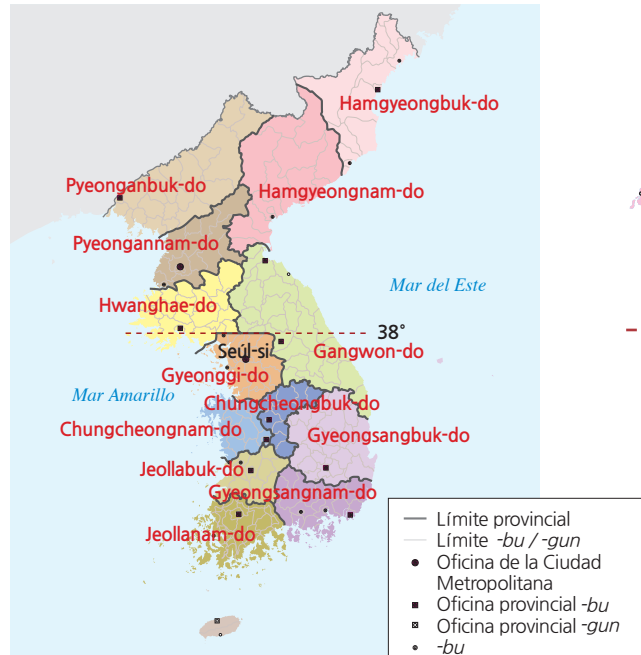 Hamgyeongbuk-do
Pyeonganbuk-do
Hamgyeongnam-do
Pyeongannam-do
Mar del Este
Hwanghae-do
38°
Seúl-si
Gangwon-do
Gyeonggi-do
Mar Amarillo
Chungcheongbuk-do
Chungcheongnam-do
Gyeongsangbuk-do
Jeollabuk-do
Gyeongsangnam-do
Jeollanam-do
Límite provincial
Límite -bu / -gun
Oficina de la Ciudad
Metropolitana
Oficina provincial -bu
Oficina provincial -gun
-bu